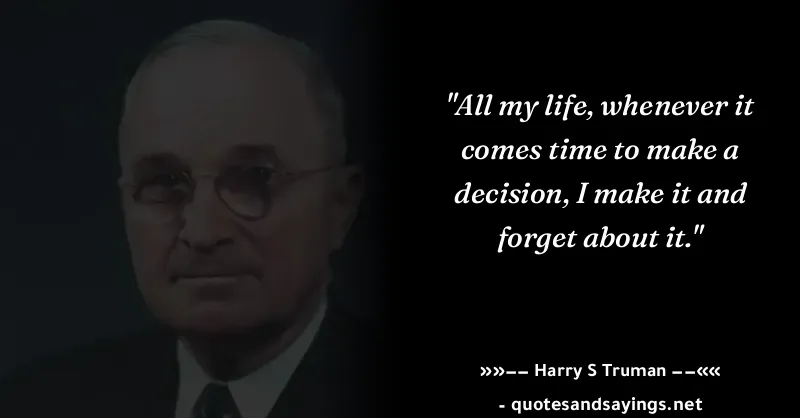 "All my life, whenever it
comes time to make a
decision, I make it and
forget about it."
»»−− Harry S Truman −−««
- quotesandsayings.net